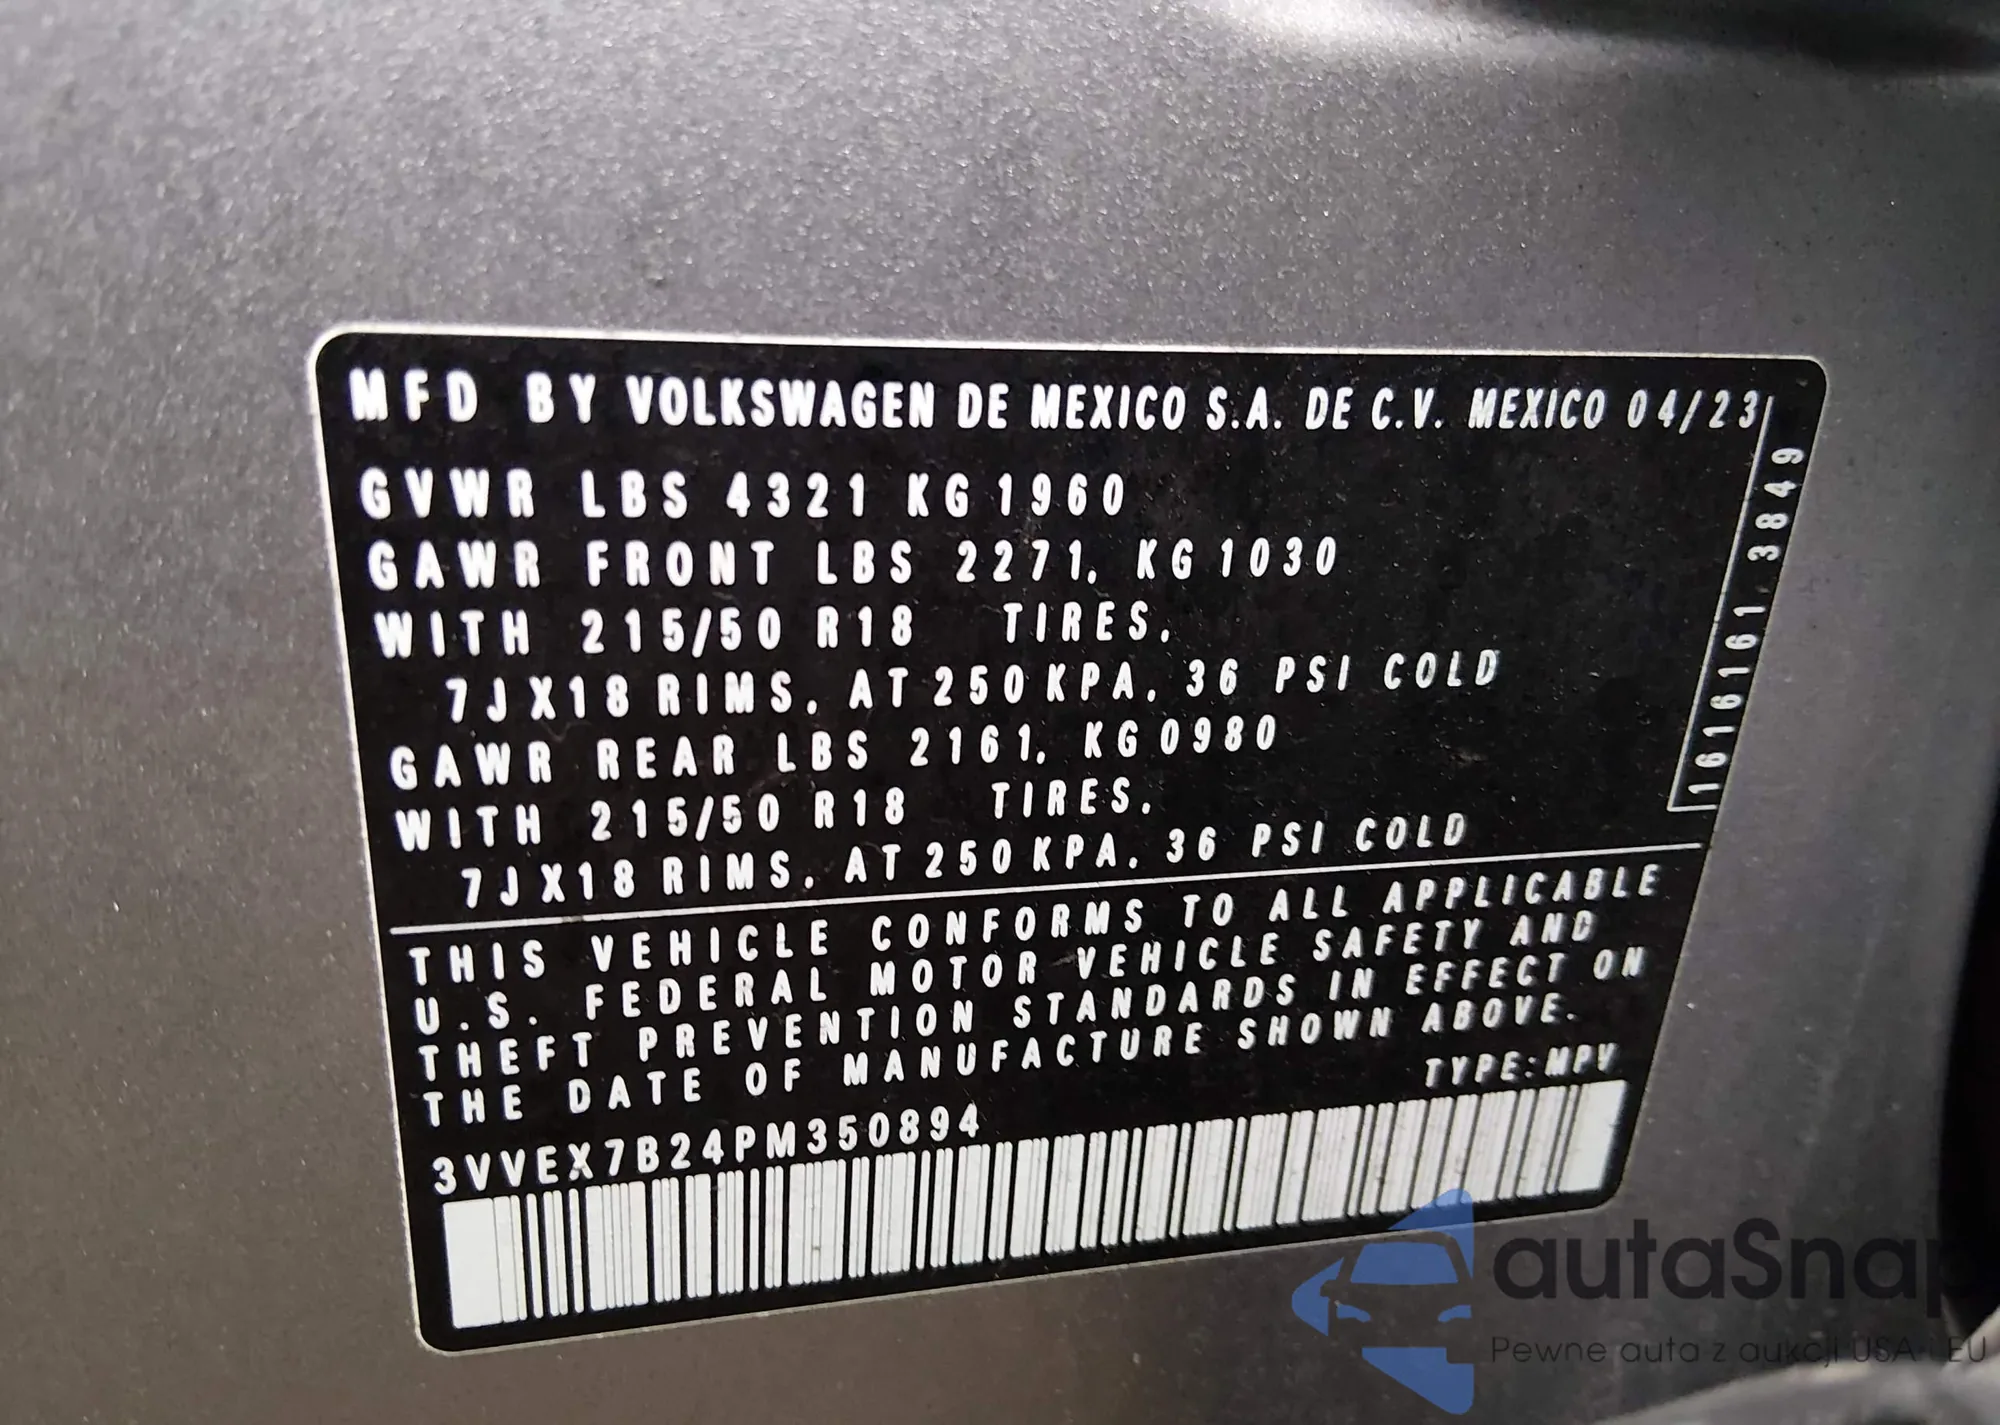 MFD BY VOLKSWAGEN DE MEXICO S.A. DE C.V. MEXICO 04/23
GVWR LBS 4321 KG 1960
GAWR FRONT LBS 2271, KG 1030
WITH 215/50 R18 TIRES,
7JX18 RIMS, AT 250 KPA, 36 PSI COLD
GAWR REAR LBS 2161, KG 0980
WITH 215/50 R18 TIRES,
7JX18 RIMS, AT 250 KPA, 36 PSI COLD
1616161 3849
THIS VEHICLE CONFORMS TO ALL APPLICABLE
U.S. FEDERAL MOTOR VEHICLE SAFETY AND
THEFT PREVENTION STANDARDS IN EFFECT ON
THE DATE OF MANUFACTURE SHOWN ABOVE.
TYPE: MPV
3VVEX7B24PM350894
autaSnap
Pewne auta z aukcji USA i EU